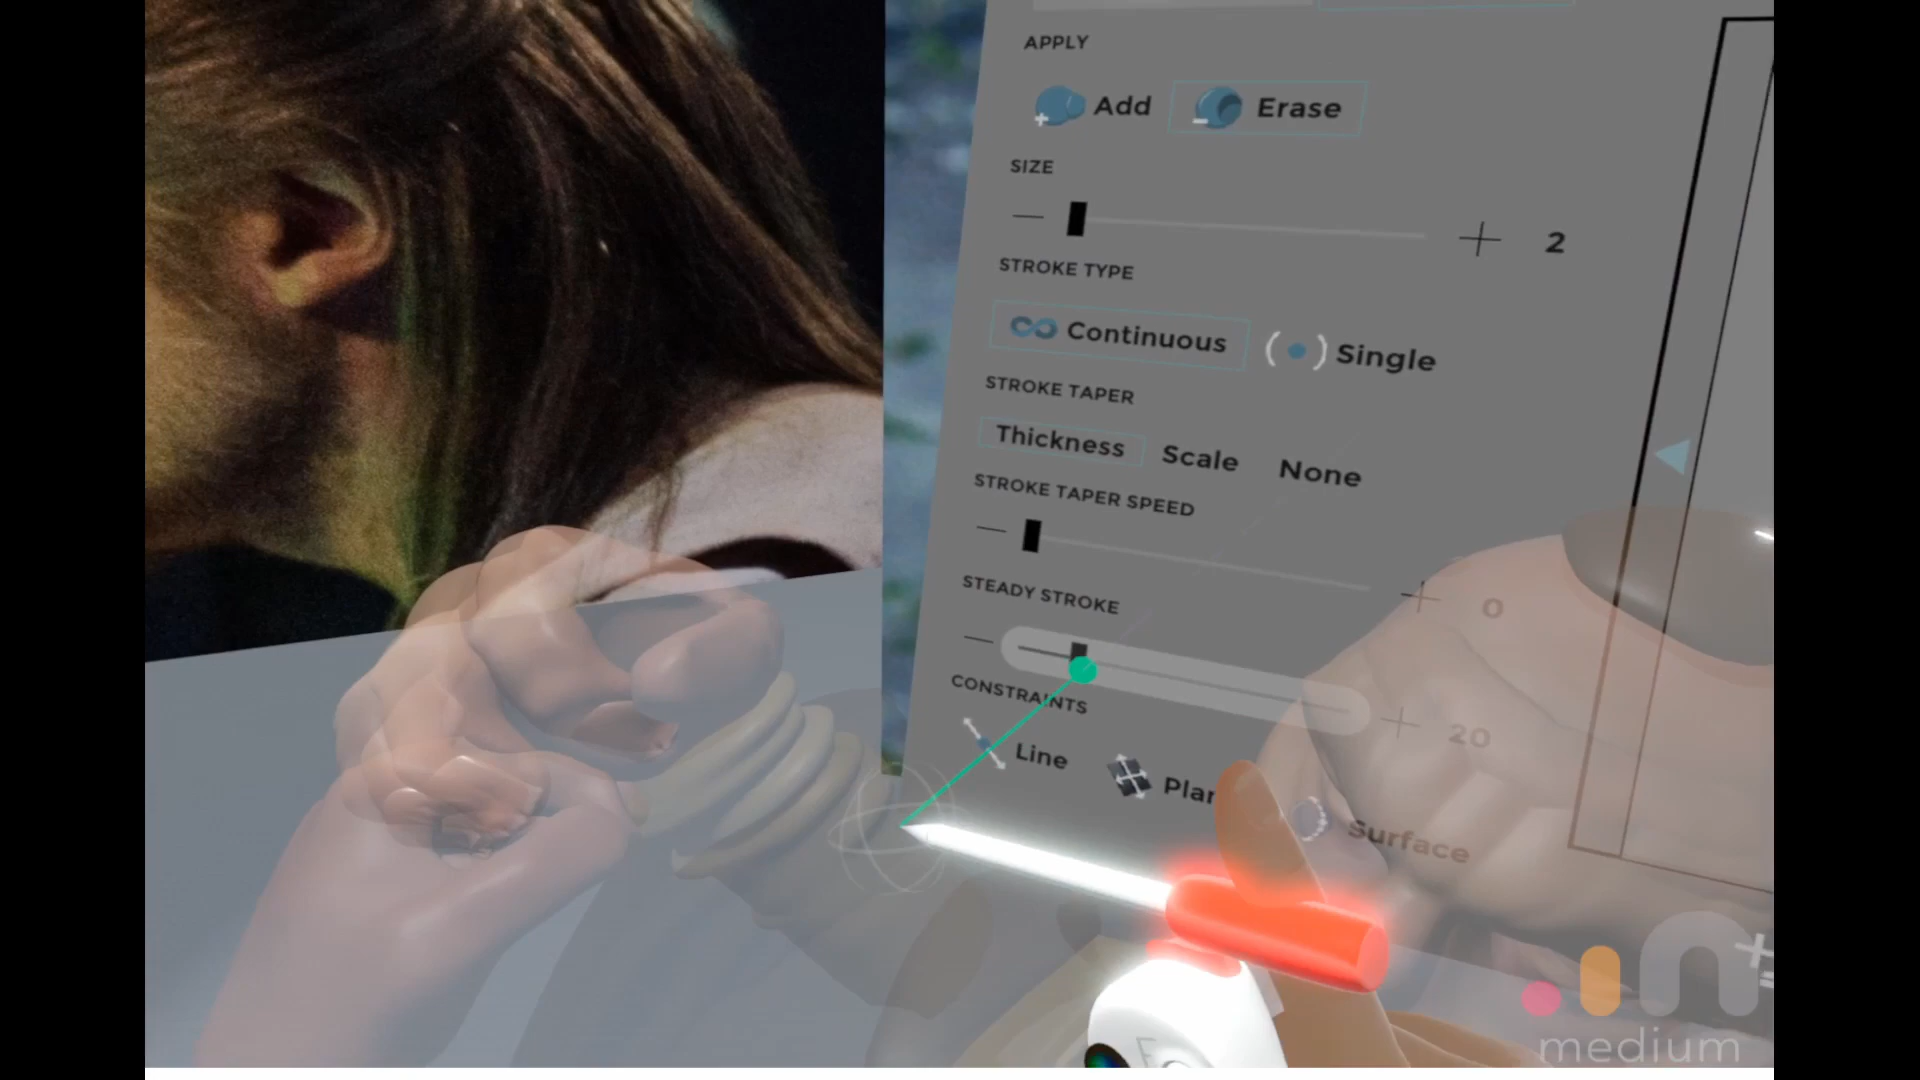 APPLY
Add Erase
SIZE
2
STROKE TYPE
Continuous Single
STROKE TAPER
Thickness Scale None
STROKE TAPER SPEED
0
STEADY STROKE
20
CONSTRAINTS
Line Plan Surface
medium